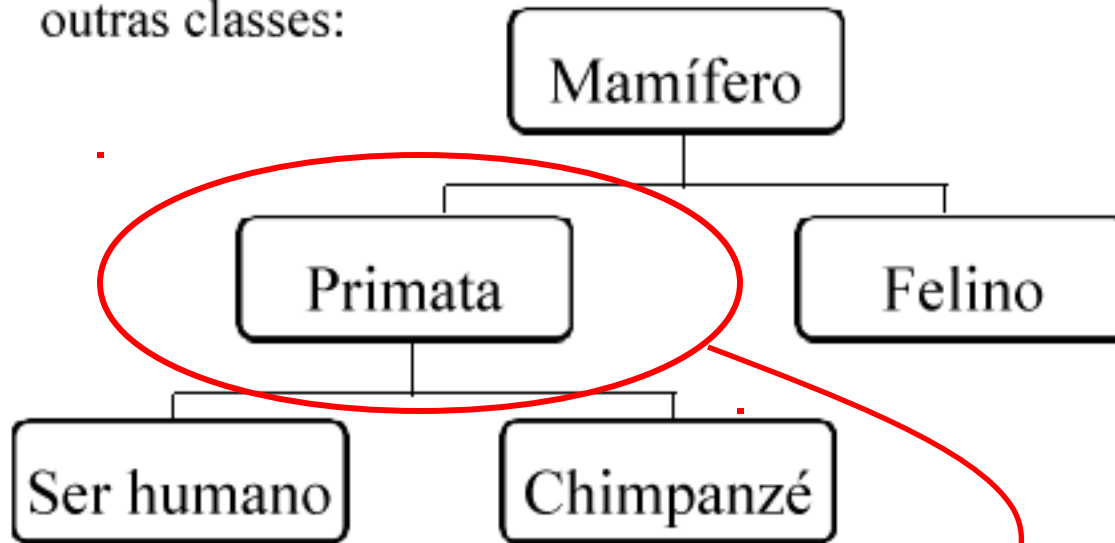 outras classes:
Mamífero
Primata
Felino
Ser humano
Chimpanzé